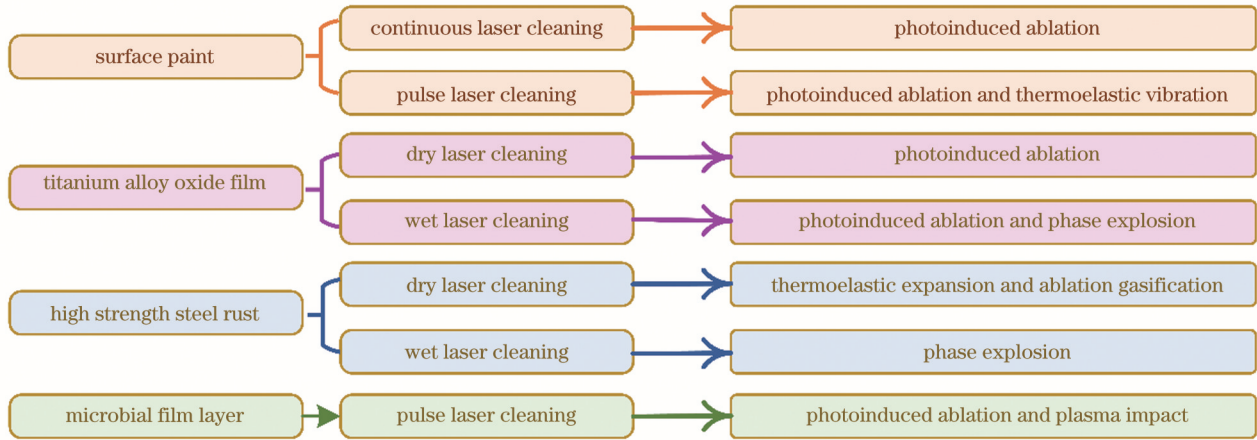 surface paint
continuous laser cleaning
photoinduced ablation
pulse laser cleaning
photoinduced ablation and thermoelastic vibration
titanium alloy oxide film
dry laser cleaning
photoinduced ablation
wet laser cleaning
photoinduced ablation and phase explosion
high strength steel rust
dry laser cleaning
thermoelastic expansion and ablation gasification
wet laser cleaning
phase explosion
microbial film layer
pulse laser cleaning
photoinduced ablation and plasma impact